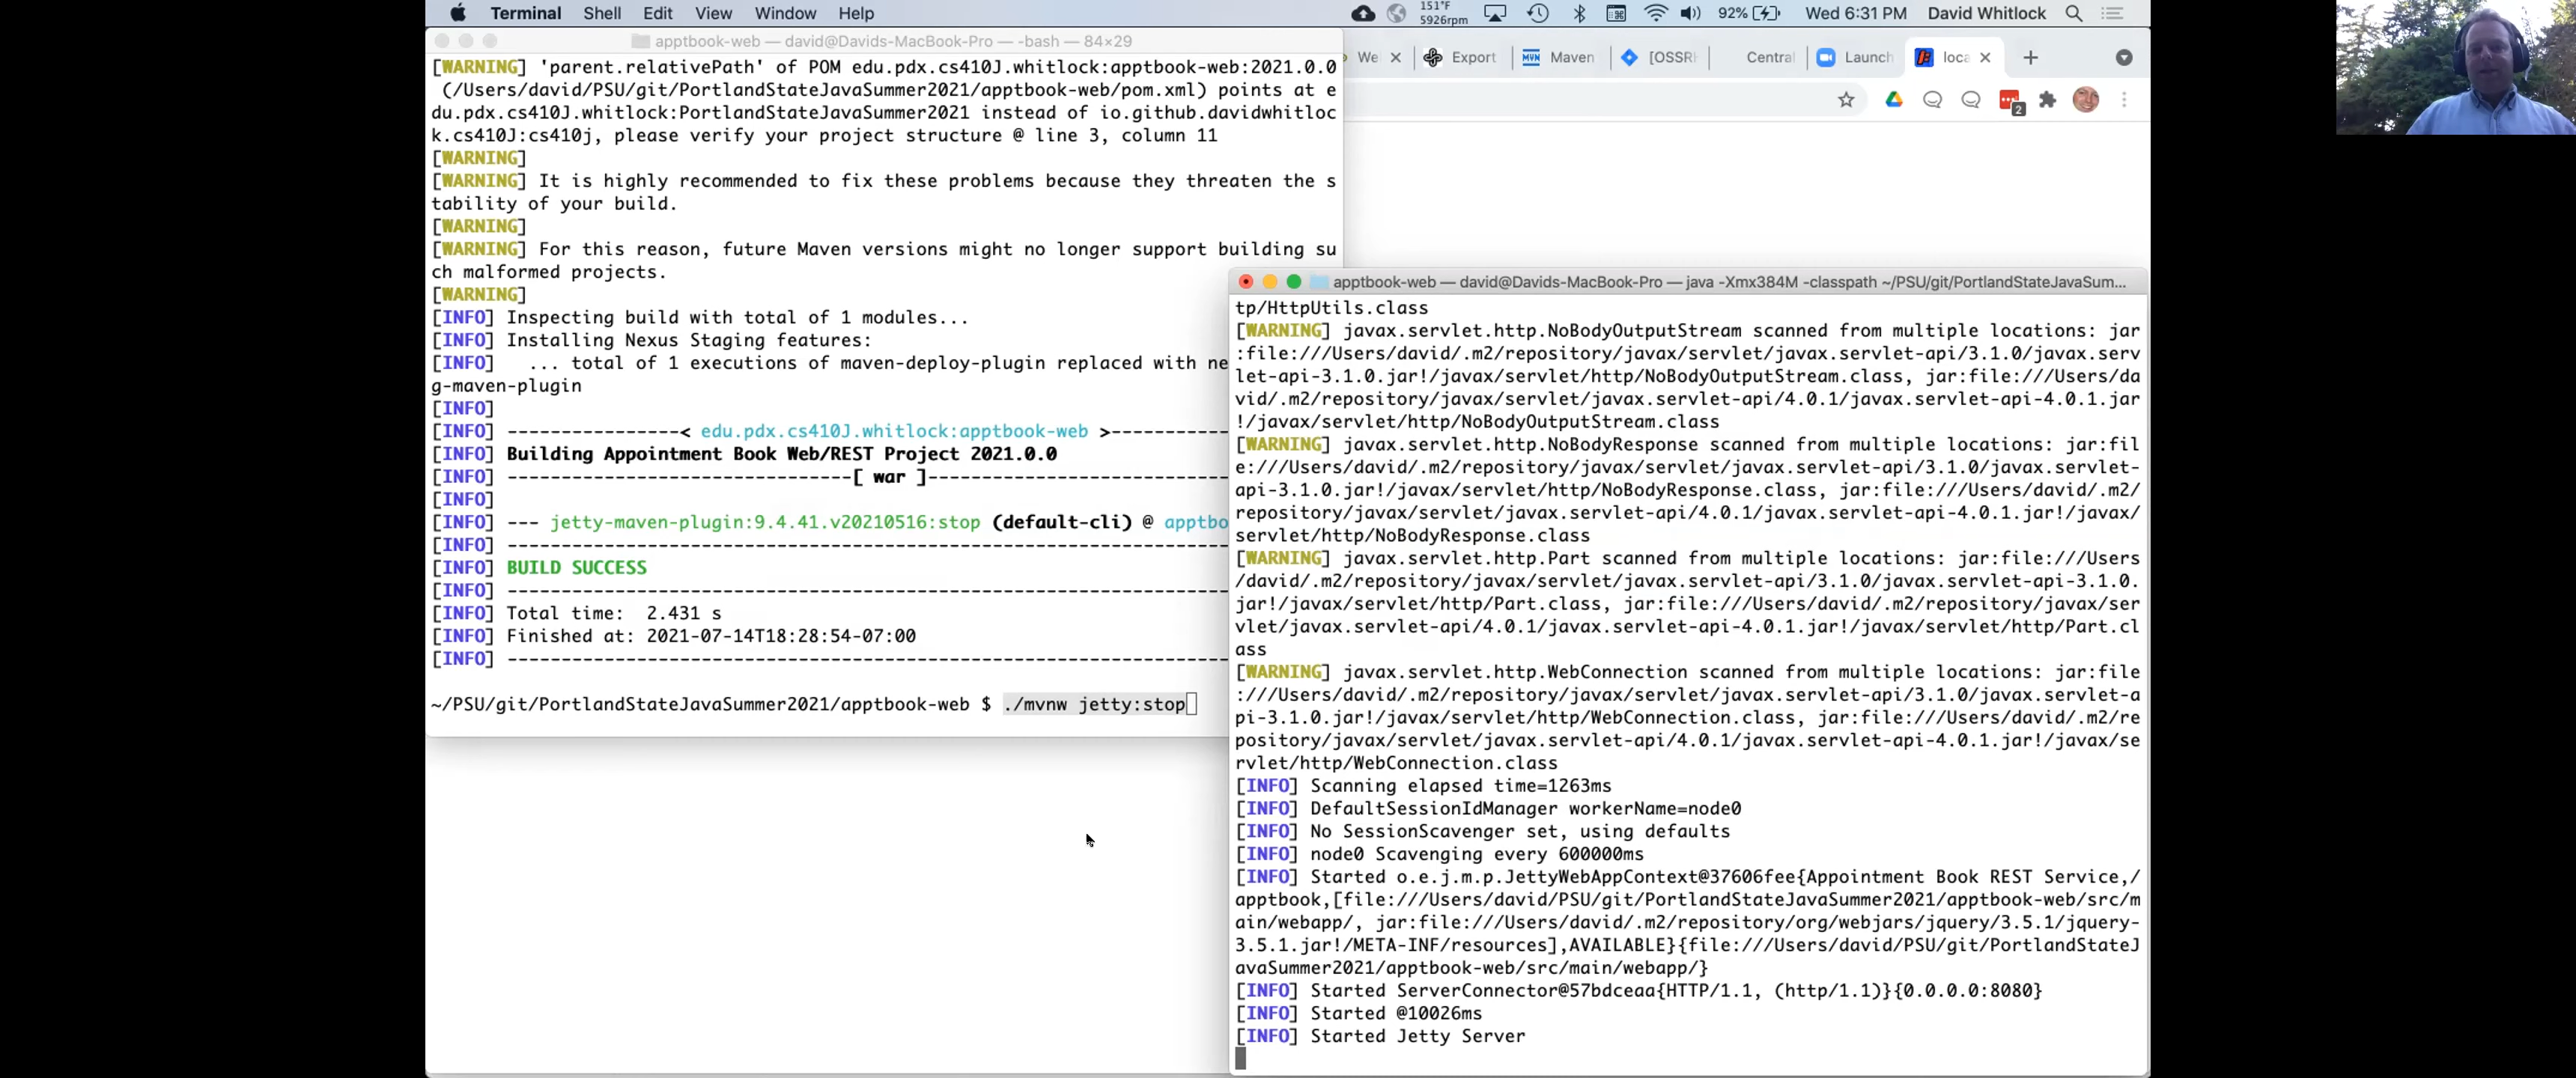 Terminal Shell Edit View Window Help 151°F 5926rpm 92% Wed 6:31 PM David Whitlock
apptbook-web — david@Davids-MacBook-Pro — -bash — 84×29
We Export Maven [OSSRH Central Launch loca
2
[WARNING] 'parent.relativePath' of POM edu.pdx.cs410J.whitlock:apptbook-web:2021.0.0
(/Users/david/PSU/git/PortlandStateJavaSummer2021/apptbook-web/pom.xml) points at e
du.pdx.cs410J.whitlock:PortlandStateJavaSummer2021 instead of io.github.davidwhitloc
k.cs410J:cs410j, please verify your project structure @ line 3, column 11
[WARNING]
[WARNING] It is highly recommended to fix these problems because they threaten the s
tability of your build.
[WARNING]
[WARNING] For this reason, future Maven versions might no longer support building su
ch malformed projects.
[WARNING]
[INFO] Inspecting build with total of 1 modules...
[INFO] Installing Nexus Staging features:
[INFO]   ... total of 1 executions of maven-deploy-plugin replaced with ne
g-maven-plugin
[INFO]
[INFO] ----------------< edu.pdx.cs410J.whitlock:apptbook-web >-----------
[INFO] Building Appointment Book Web/REST Project 2021.0.0
[INFO] --------------------------------[ war ]----------------------------
[INFO]
[INFO] --- jetty-maven-plugin:9.4.41.v20210516:stop (default-cli) @ apptbo
[INFO] -------------------------------------------------------------------
[INFO] BUILD SUCCESS
[INFO] -------------------------------------------------------------------
[INFO] Total time:  2.431 s
[INFO] Finished at: 2021-07-14T18:28:54-07:00
[INFO] -------------------------------------------------------------------
~/PSU/git/PortlandStateJavaSummer2021/apptbook-web $ ./mvnw jetty:stop
apptbook-web — david@Davids-MacBook-Pro — java -Xmx384M -classpath ~/PSU/git/PortlandStateJavaSum...
tp/HttpUtils.class
[WARNING] javax.servlet.http.NoBodyOutputStream scanned from multiple locations: jar
:file:///Users/david/.m2/repository/javax/servlet/javax.servlet-api/3.1.0/javax.serv
let-api-3.1.0.jar!/javax/servlet/http/NoBodyOutputStream.class, jar:file:///Users/da
vid/.m2/repository/javax/servlet/javax.servlet-api/4.0.1/javax.servlet-api-4.0.1.jar
!/javax/servlet/http/NoBodyOutputStream.class
[WARNING] javax.servlet.http.NoBodyResponse scanned from multiple locations: jar:fil
e:///Users/david/.m2/repository/javax/servlet/javax.servlet-api/3.1.0/javax.servlet-
api-3.1.0.jar!/javax/servlet/http/NoBodyResponse.class, jar:file:///Users/david/.m2/
repository/javax/servlet/javax.servlet-api/4.0.1/javax.servlet-api-4.0.1.jar!/javax/
servlet/http/NoBodyResponse.class
[WARNING] javax.servlet.http.Part scanned from multiple locations: jar:file:///Users
/david/.m2/repository/javax/servlet/javax.servlet-api/3.1.0/javax.servlet-api-3.1.0.
jar!/javax/servlet/http/Part.class, jar:file:///Users/david/.m2/repository/javax/ser
vlet/javax.servlet-api/4.0.1/javax.servlet-api-4.0.1.jar!/javax/servlet/http/Part.cl
ass
[WARNING] javax.servlet.http.WebConnection scanned from multiple locations: jar:file
:///Users/david/.m2/repository/javax/servlet/javax.servlet-api/3.1.0/javax.servlet-a
pi-3.1.0.jar!/javax/servlet/http/WebConnection.class, jar:file:///Users/david/.m2/re
pository/javax/servlet/javax.servlet-api/4.0.1/javax.servlet-api-4.0.1.jar!/javax/se
rvlet/http/WebConnection.class
[INFO] Scanning elapsed time=1263ms
[INFO] DefaultSessionIdManager workerName=node0
[INFO] No SessionScavenger set, using defaults
[INFO] node0 Scavenging every 600000ms
[INFO] Started o.e.j.m.p.JettyWebAppContext@37606fee{Appointment Book REST Service,/
apptbook,[file:///Users/david/PSU/git/PortlandStateJavaSummer2021/apptbook-web/src/m
ain/webapp/, jar:file:///Users/david/.m2/repository/org/webjars/jquery/3.5.1/jquery-
3.5.1.jar!/META-INF/resources],AVAILABLE}{file:///Users/david/PSU/git/PortlandStateJ
avaSummer2021/apptbook-web/src/main/webapp/}
[INFO] Started ServerConnector@57bdceaa{HTTP/1.1, (http/1.1)}{0.0.0.0:8080}
[INFO] Started @10026ms
[INFO] Started Jetty Server